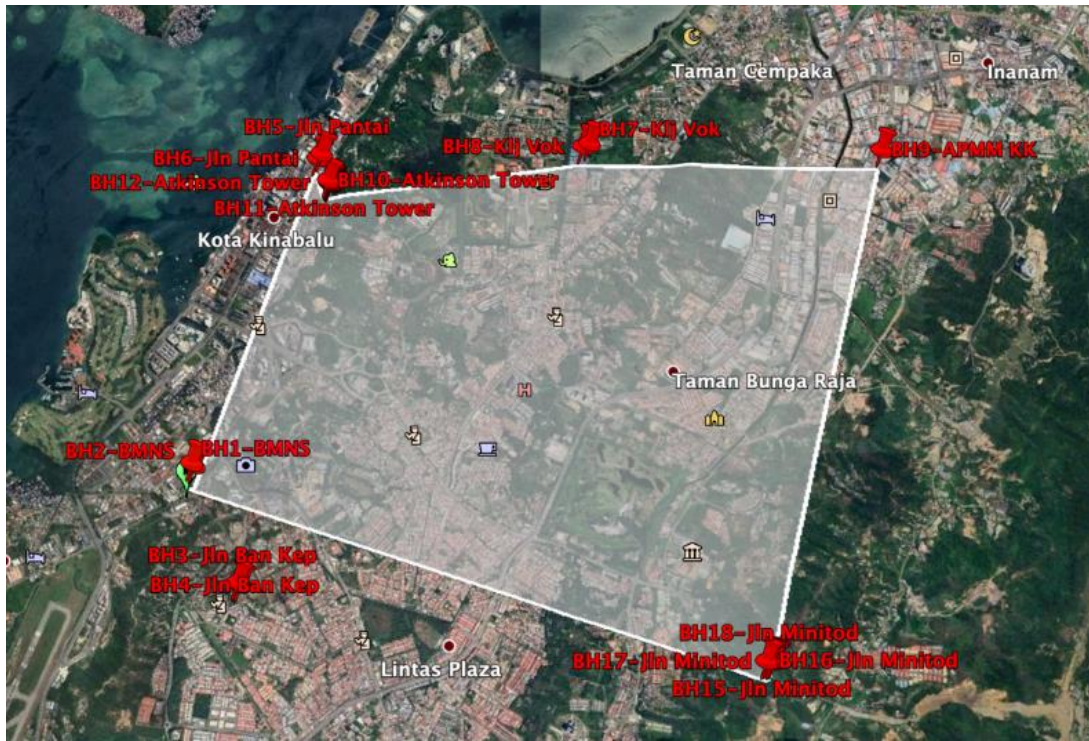 Taman Cempaka
Inanam
BH5-Jln Pantai
BH7-Klj Vok
BH8-Klj Vok
BH9-APMM KK
BH6-Jln Pantai
BH12-Atkinson Tower
BH10-Atkinson Tower
BH11-Atkinson Tower
Kota Kinabalu
Taman Bunga Raja
H
BH2-BMNS
BH1-BMNS
BH3-Jln Ban Kep
BH4-Jln Ban Kep
BH18-Jln Minitod
Lintas Plaza
BH17-Jln Minitod
BH16-Jln Minitod
BH15-Jln Minitod